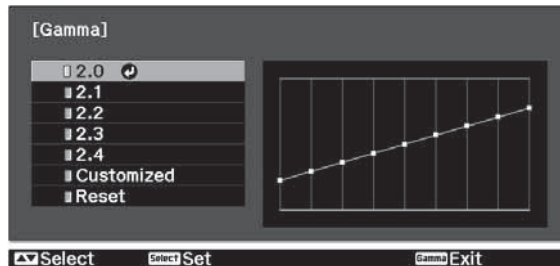 [Gamma]
2.0
2.1
2.2
2.3
2.4
Customized
Reset
Select Select Set Gamma Exit